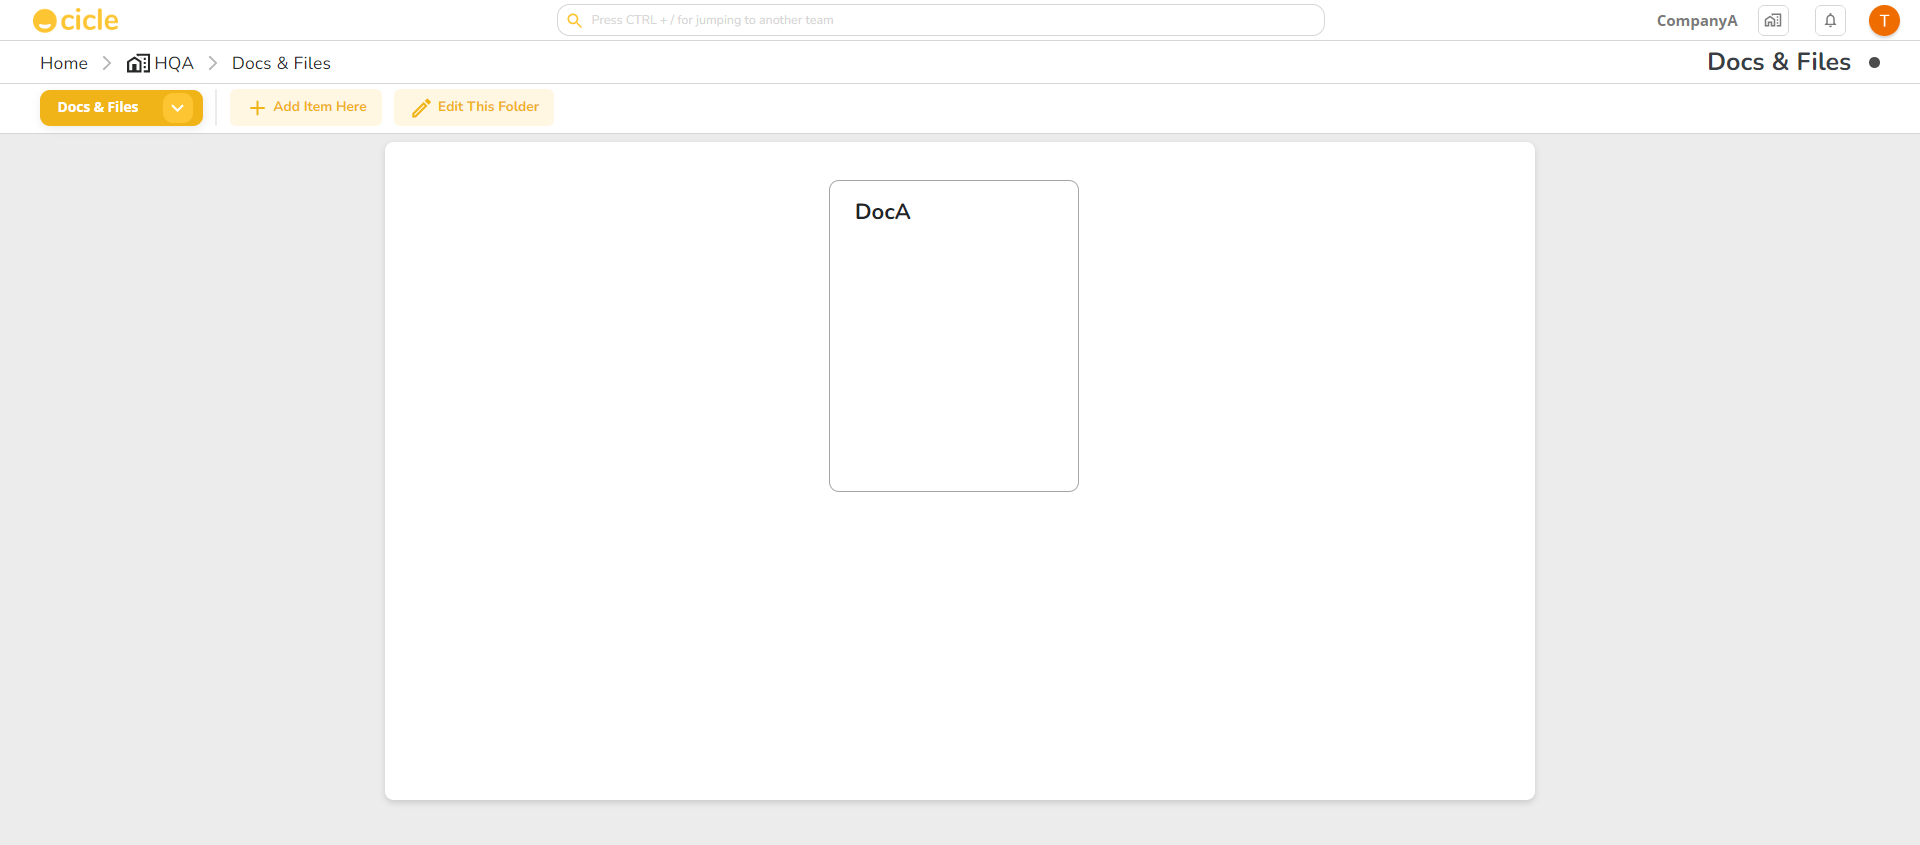 cicle
Press CTRL + / for jumping to another team
CompanyA
T
Home
HQA
Docs & Files
Docs & Files
Docs & Files
Add Item Here
Edit This Folder
DocA